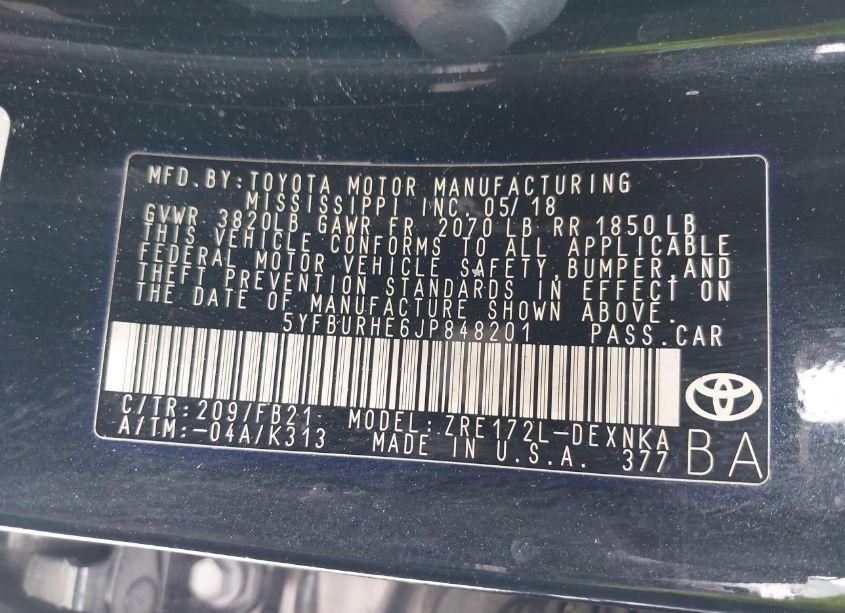 MFD.BY:TOYOTA MOTOR MANUFACTURING
MISSISSIPPI INC. 05/18
GVWR 3820LB GAWR FR 2070 LB RR 1850 LB
THIS VEHICLE CONFORMS TO ALL APPLICABLE
FEDERAL MOTOR VEHICLE SAFETY,BUMPER,AND
THEFT PREVENTION STANDARDS IN EFFECT ON
THE DATE OF MANUFACTURE SHOWN ABOVE.
5YFBURHE6JP848201 PASS.CAR
C/TR:209/FB21 MODEL:ZRE172L-DEXNKA
A/TM:-04A/K313 MADE IN U.S.A. 377 BA